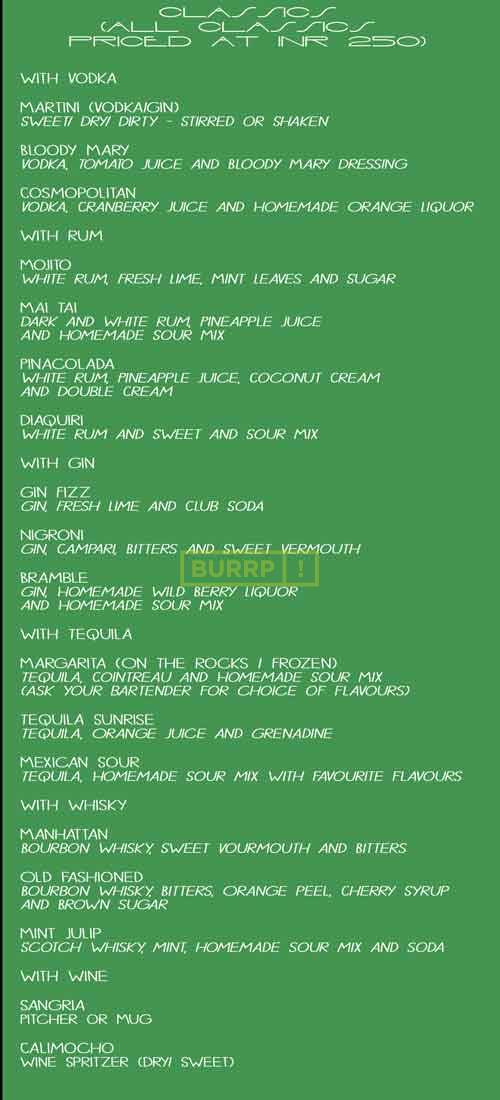 CLASSICS
(ALL CLASSICS
PRICED AT INR 250)
WITH VODKA
MARTINI (VODKA/GIN)
SWEET/ DRY/ DIRTY - STIRRED OR SHAKEN
BLOODY MARY
VODKA, TOMATO JUICE AND BLOODY MARY DRESSING
COSMOPOLITAN
VODKA, CRANBERRY JUICE AND HOMEMADE ORANGE LIQUOR
WITH RUM
MOJITO
WHITE RUM, FRESH LIME, MINT LEAVES AND SUGAR
MAI TAI
DARK AND WHITE RUM, PINEAPPLE JUICE
AND HOMEMADE SOUR MIX
PINACOLADA
WHITE RUM, PINEAPPLE JUICE, COCONUT CREAM
AND DOUBLE CREAM
DIAQUIRI
WHITE RUM AND SWEET AND SOUR MIX
WITH GIN
GIN FIZZ
GIN, FRESH LIME AND CLUB SODA
NIGRONI
GIN, CAMPARI, BITTERS AND SWEET VERMOUTH
BURRP!
BRAMBLE
GIN, HOMEMADE WILD BERRY LIQUOR
AND HOMEMADE SOUR MIX
WITH TEQUILA
MARGARITA (ON THE ROCKS / FROZEN)
TEQUILA, COINTREAU AND HOMEMADE SOUR MIX
(ASK YOUR BARTENDER FOR CHOICE OF FLAVOURS)
TEQUILA SUNRISE
TEQUILA, ORANGE JUICE AND GRENADINE
MEXICAN SOUR
TEQUILA, HOMEMADE SOUR MIX WITH FAVOURITE FLAVOURS
WITH WHISKY
MANHATTAN
BOURBON WHISKY, SWEET VOURMOUTH AND BITTERS
OLD FASHIONED
BOURBON WHISKY, BITTERS, ORANGE PEEL, CHERRY SYRUP
AND BROWN SUGAR
MINT JULIP
SCOTCH WHISKY, MINT, HOMEMADE SOUR MIX AND SODA
WITH WINE
SANGRIA
PITCHER OR MUG
CALIMOCHO
WINE SPRITZER (DRY/ SWEET)